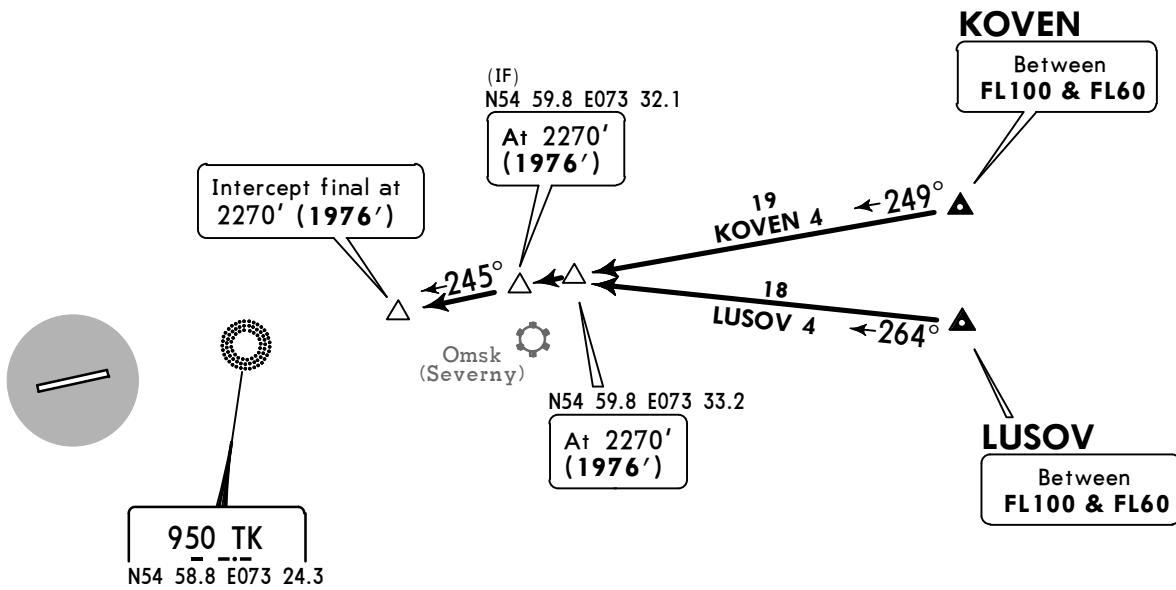 KOVEN
Between
FL100 & FL60
(IF)
N54 59.8 E073 32.1
At 2270'
(1976')
Intercept final at
2270' (1976')
19
249°
KOVEN 4
245°
18
LUSOV 4
264°
Omsk
(Severny)
N54 59.8 E073 33.2
At 2270'
(1976')
LUSOV
Between
FL100 & FL60
950 TK
N54 58.8 E073 24.3